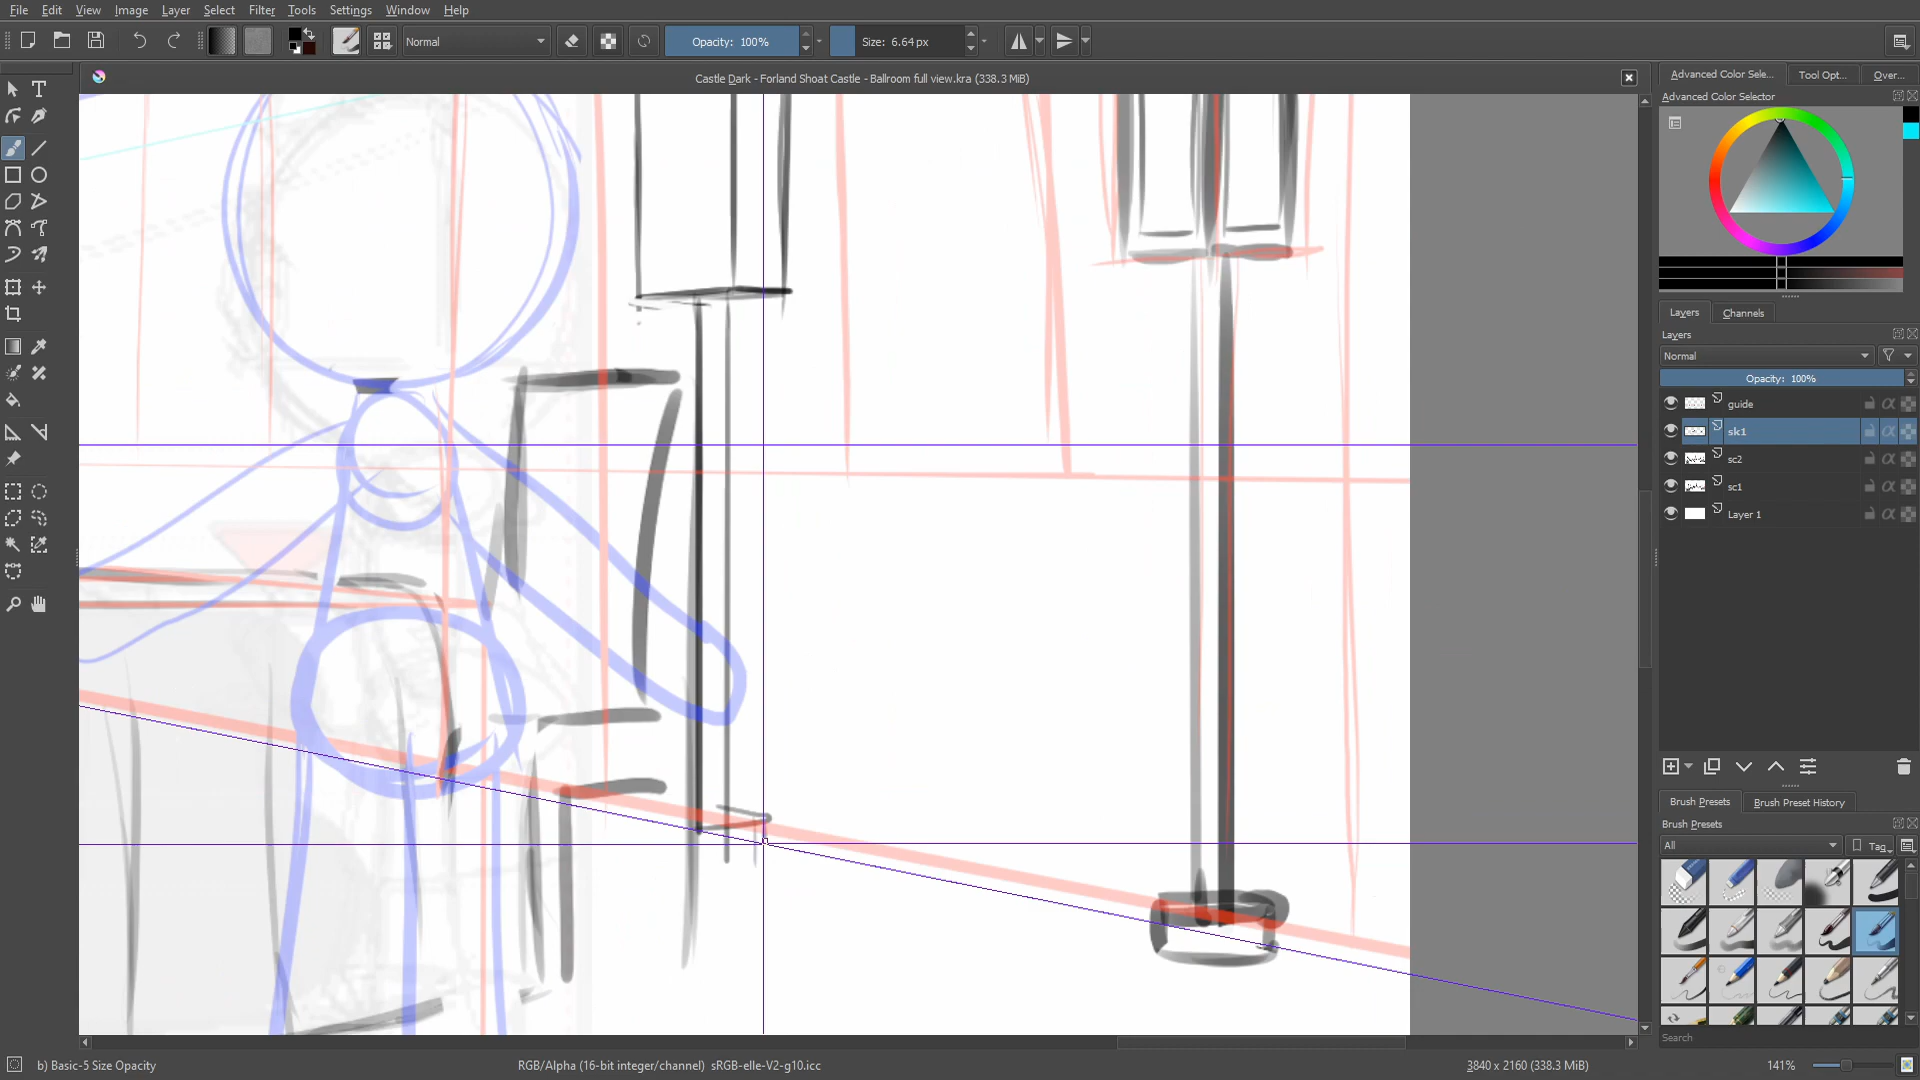 File Edit View Image Layer Select Filter Tools Settings Window Help
Normal Opacity: 100% Size: 6.64 px
Castle Dark - Forland Shoat Castle - Ballroom full view.kra (338.3 MiB)
Advanced Color Sele... Tool Opt... Over...
Advanced Color Selector
Layers Channels
Layers
Normal
Opacity: 100%
guide
sk1
sc2
sc1
Layer 1
Brush Presets Brush Preset History
Brush Presets
All Tag
Search
b) Basic-5 Size Opacity RGB/Alpha (16-bit integer/channel) sRGB-elle-V2-g10.icc 3840 x 2160 (338.3 MiB) 141%